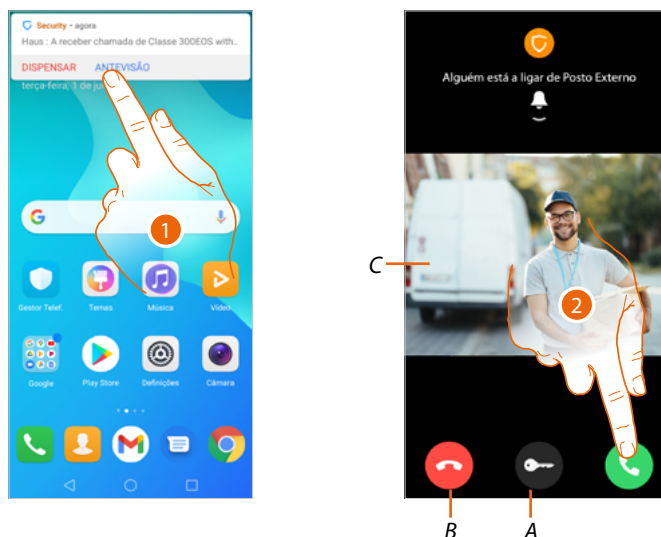 Security • agora
Haus : A receber chamada de Classe 300EOS with..
DISPENSAR ANTEVISÃO
terça-feira, 1 de
G
1
Gestor Telef.
Temas
Música
Vídeo
Google
Play Store
Definições
Câmara
Alguém está a ligar de Posto Externo
C
2
B
A